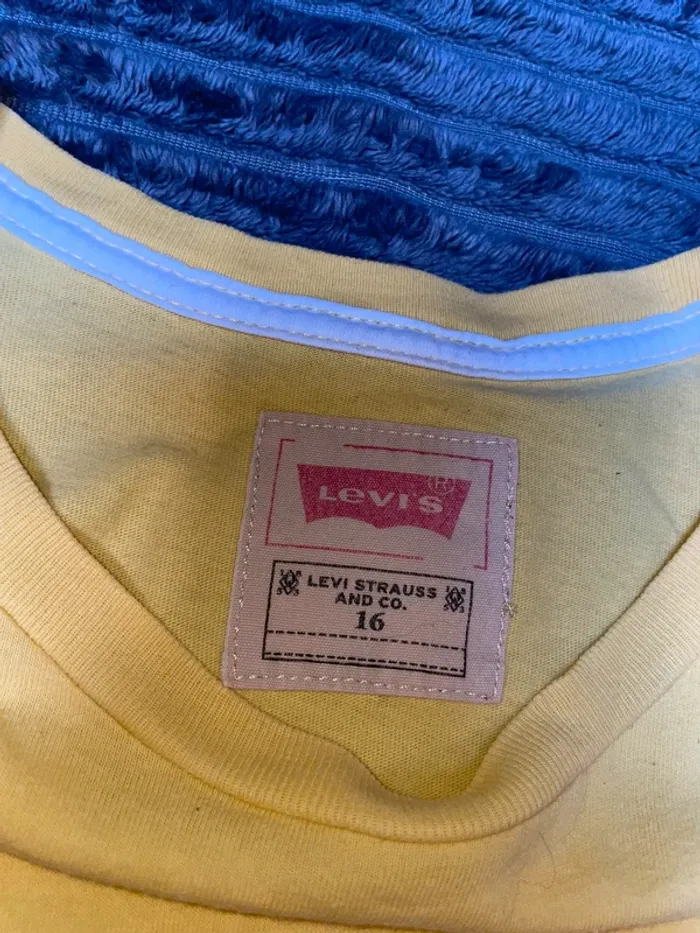 LEVI'S ®
LEVI STRAUSS
AND CO.
16